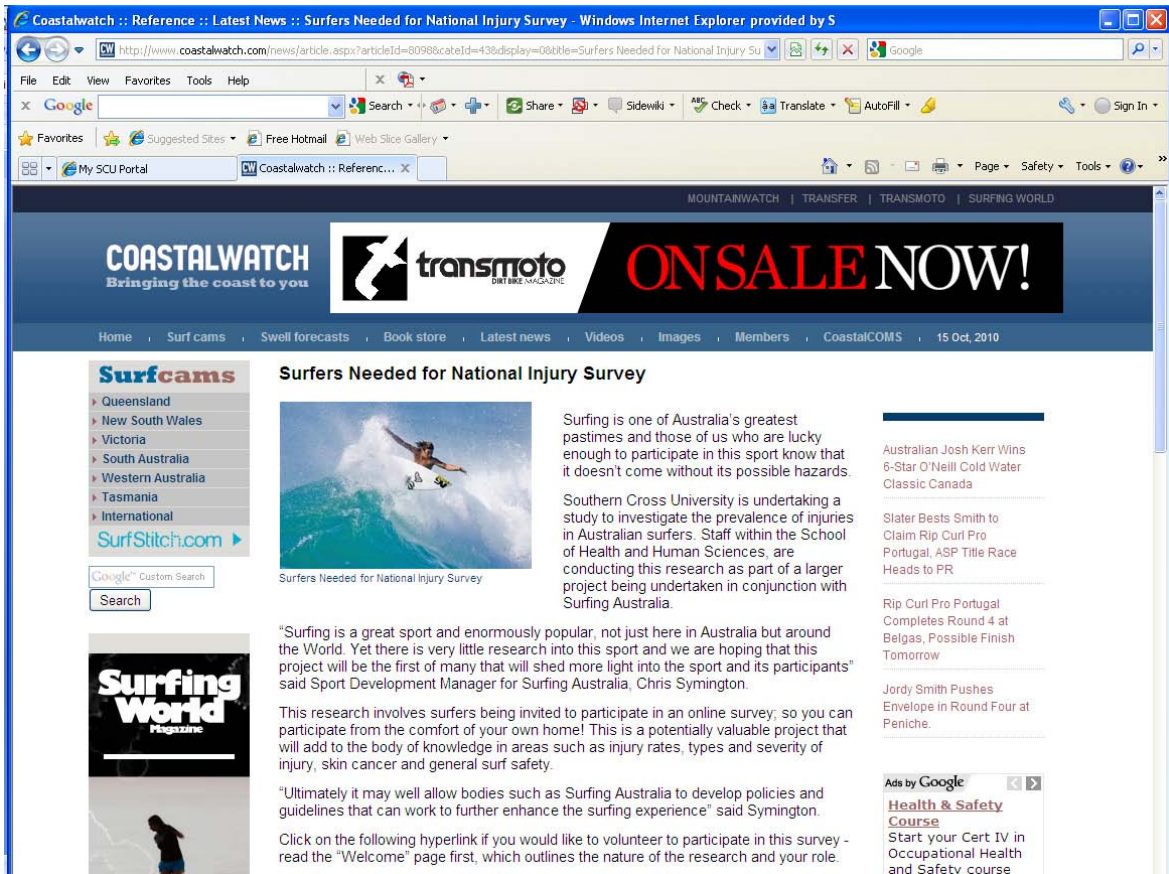 Coastalwatch :: Reference :: Latest News :: Surfers Needed for National Injury Survey - Windows Internet Explorer provided by S
http://www.coastalwatch.com/news/article.aspx?articleId=8098&cateId=43&display=0&title=Surfers Needed for National Injury Su
Google
File Edit View Favorites Tools Help
x
x Google
Search
Share
Sidewiki
Check
Translate
AutoFill
Sign In
Favorites
Suggested Sites
Free Hotmail
Web Slice Gallery
My SCU Portal
Coastalwatch :: Referenc...
Page Safety Tools
MOUNTAINWATCH | TRANSFER | TRANSMOTO | SURFING WORLD
COASTALWATCH
Bringing the coast to you
transmoto
DIRT BIKE MAGAZINE
ON SALE NOW!
Home Surf cams Swell forecasts Book store Latest news Videos Images Members CoastalCOMS 15 Oct, 2010
Surfcams
Queensland
New South Wales
Victoria
South Australia
Western Australia
Tasmania
International
SurfStitch.com
Google™ Custom Search
Search
Surfing
World
Magazine
Surfers Needed for National Injury Survey
Surfers Needed for National Injury Survey
Surfing is one of Australia's greatest
pastimes and those of us who are lucky
enough to participate in this sport know that
it doesn't come without its possible hazards.
Southern Cross University is undertaking a
study to investigate the prevalence of injuries
in Australian surfers. Staff within the School
of Health and Human Sciences, are
conducting this research as part of a larger
project being undertaken in conjunction with
Surfing Australia.
“Surfing is a great sport and enormously popular, not just here in Australia but around
the World. Yet there is very little research into this sport and we are hoping that this
project will be the first of many that will shed more light into the sport and its participants”
said Sport Development Manager for Surfing Australia, Chris Symington.
This research involves surfers being invited to participate in an online survey; so you can
participate from the comfort of your own home! This is a potentially valuable project that
will add to the body of knowledge in areas such as injury rates, types and severity of
injury, skin cancer and general surf safety.
“Ultimately it may well allow bodies such as Surfing Australia to develop policies and
guidelines that can work to further enhance the surfing experience” said Symington.
Click on the following hyperlink if you would like to volunteer to participate in this survey -
read the “Welcome” page first, which outlines the nature of the research and your role.
Australian Josh Kerr Wins
6-Star O'Neill Cold Water
Classic Canada
Slater Bests Smith to
Claim Rip Curl Pro
Portugal, ASP Title Race
Heads to PR
Rip Curl Pro Portugal
Completes Round 4 at
Belgas, Possible Finish
Tomorrow
Jordy Smith Pushes
Envelope in Round Four at
Peniche.
Ads by Google
Health & Safety
Course
Start your Cert IV in
Occupational Health
and Safety course